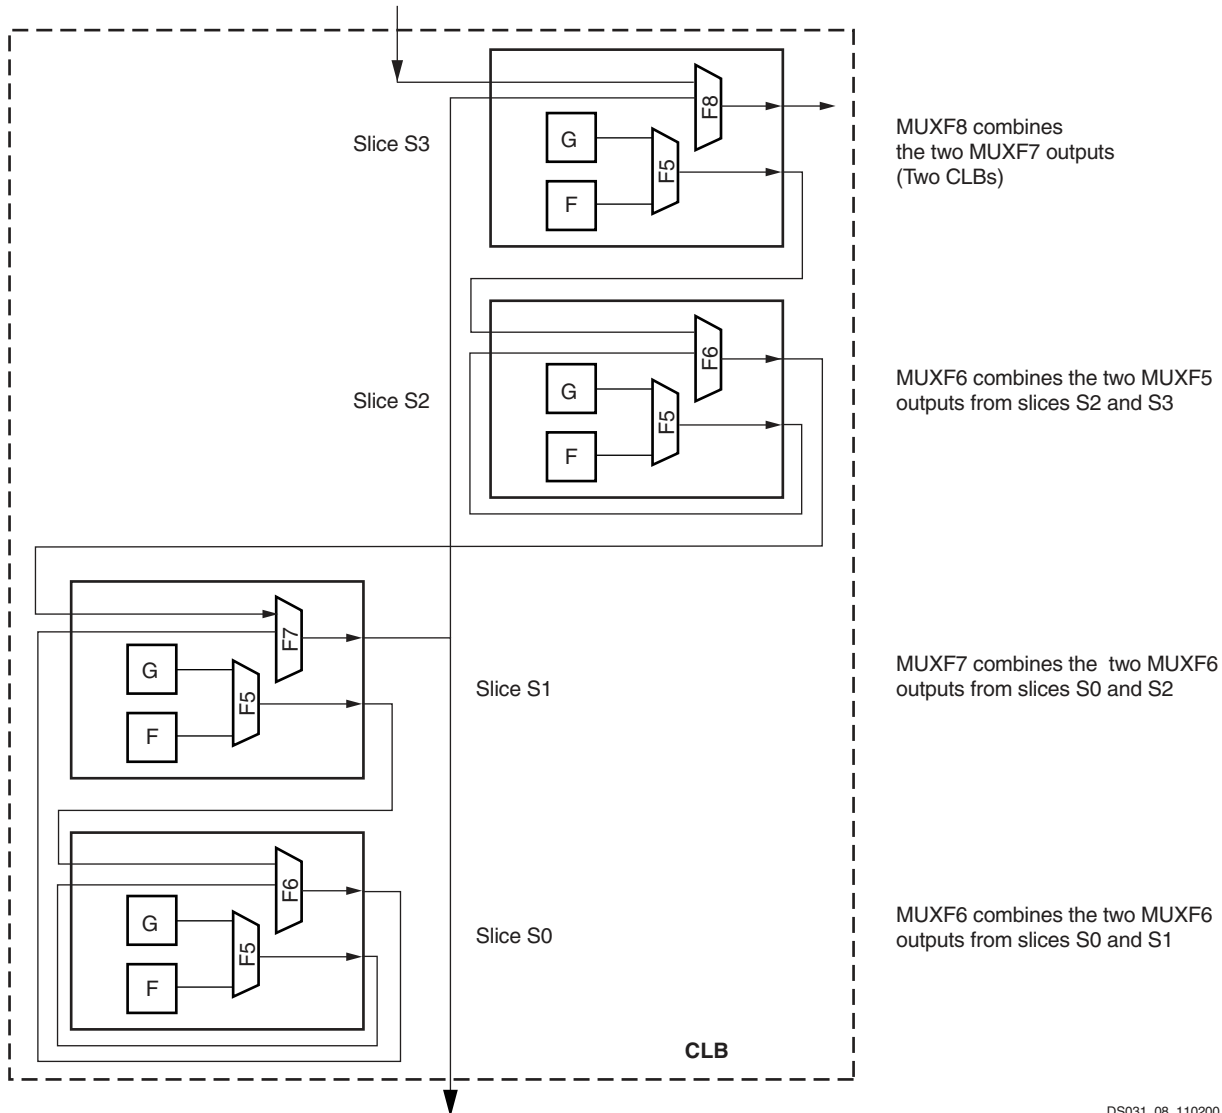 F8
Slice S3
G
F5
F
MUXF8 combines
the two MUXF7 outputs
(Two CLBs)
F6
Slice S2
G
F5
F
MUXF6 combines the two MUXF5
outputs from slices S2 and S3
F7
G
F5
F
Slice S1
MUXF7 combines the two MUXF6
outputs from slices S0 and S2
F6
G
F5
F
Slice S0
MUXF6 combines the two MUXF6
outputs from slices S0 and S1
CLB
DS031_08_110200